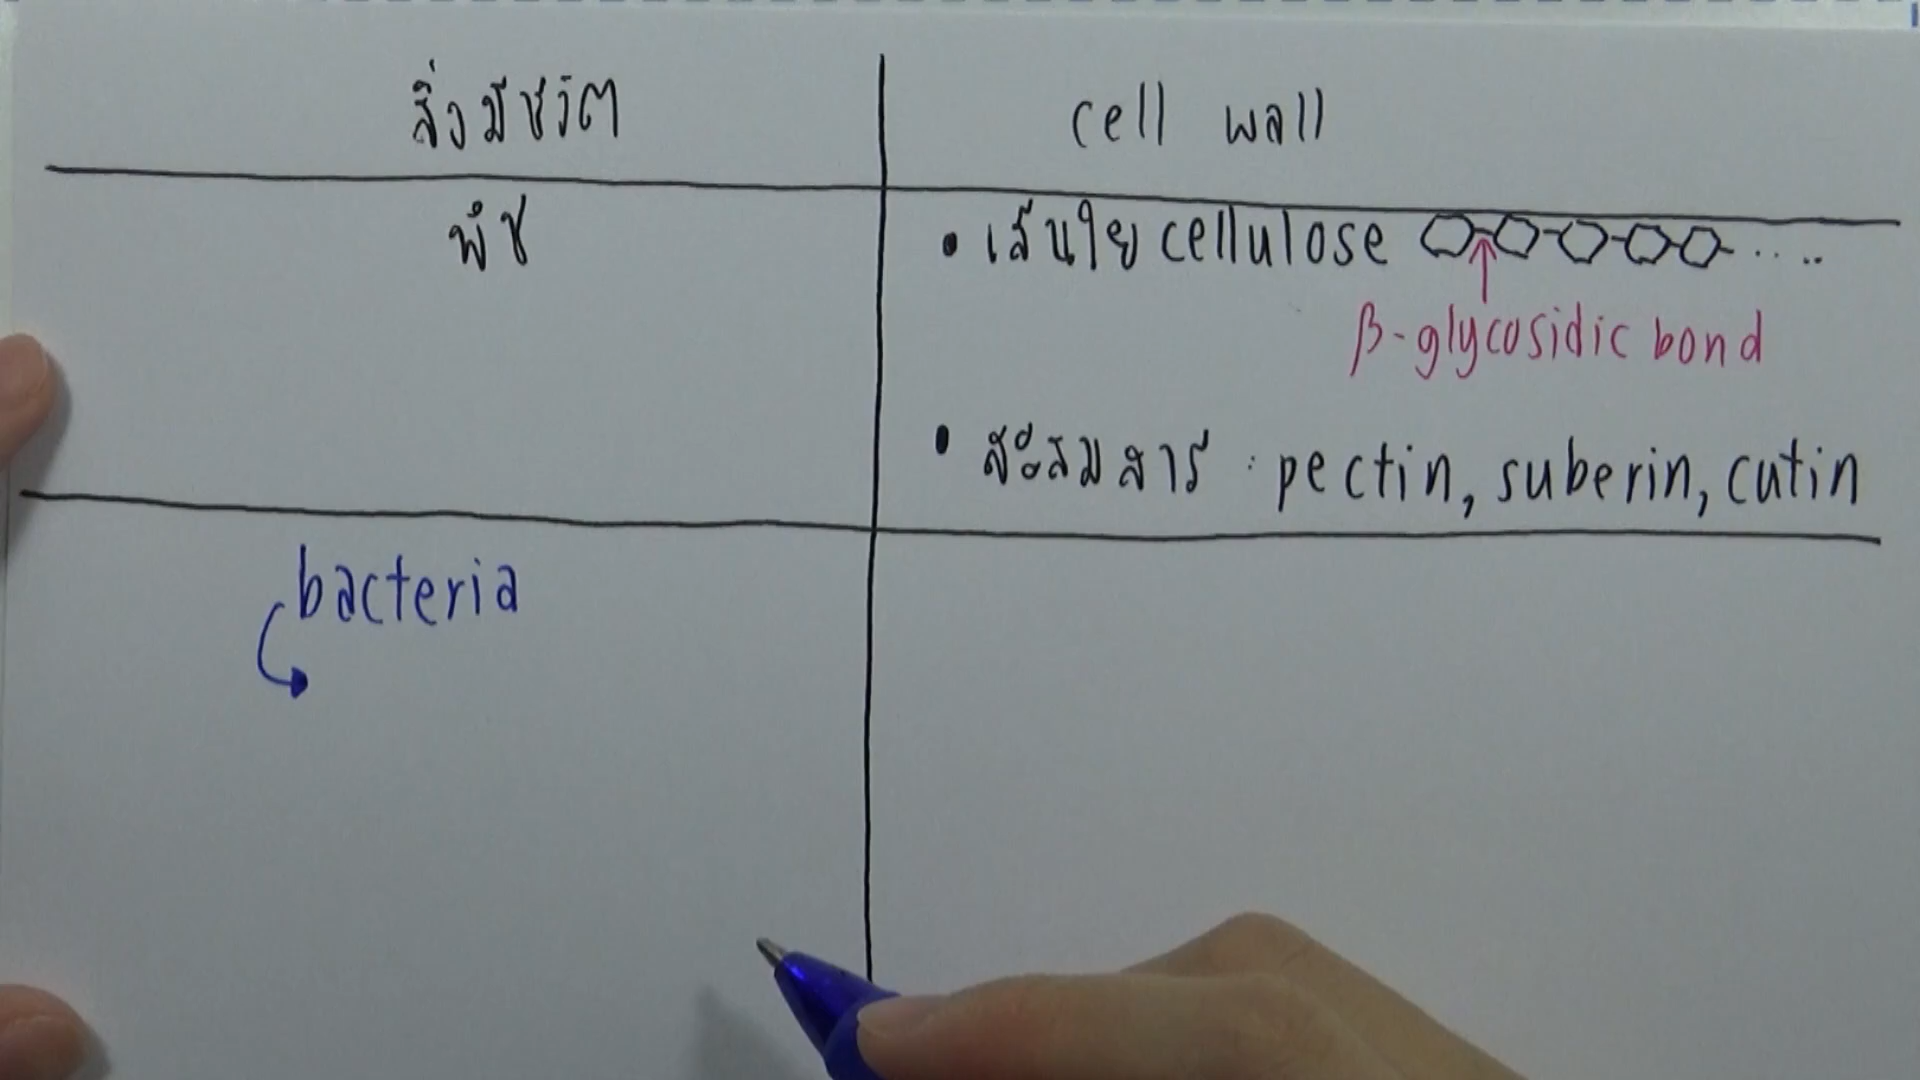 สิ่งมีชีวิต
cell wall
พืช
• เส้นใย cellulose ....
β-glycosidic bond
• สะสมสาร : pectin, suberin, cutin
bacteria